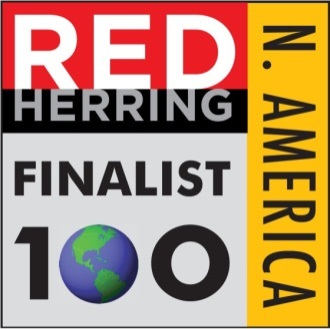 RED
HERRING
FINALIST
100
N. AMERICA